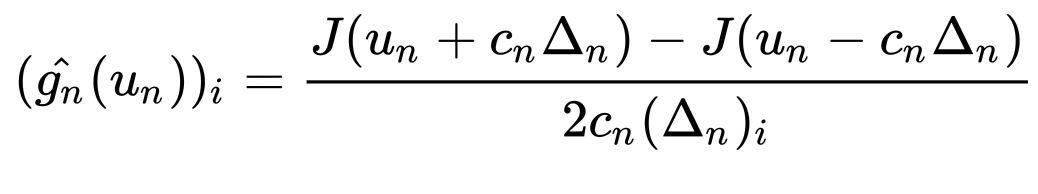 (\hat{g_n}(u_n))_i = \frac{J(u_n + c_n\Delta_n) - J(u_n - c_n\Delta_n)}{2c_n(\Delta_n)_i}